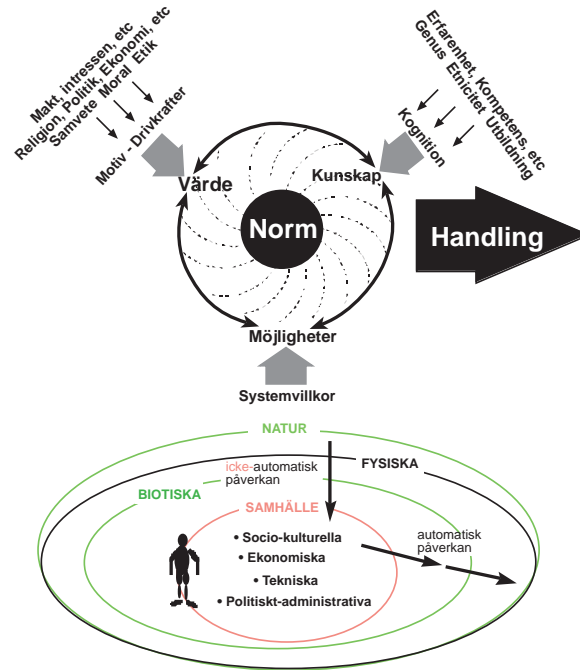 Makt, intressen, etc
Religion, Politik, Ekonomi, etc
Samvete Moral Etik
Motiv - Drivkrafter
Erfarenhet, Kompetens, etc
Genus Etnicitet Utbildning
Kognition
Värde
Kunskap
Norm
Handling
Möjligheter
Systemvillkor
NATUR
FYSISKA
icke-automatisk
påverkan
BIOTISKA
SAMHÄLLE
• Socio-kulturella
• Ekonomiska
• Tekniska
• Politiskt-administrativa
automatisk
påverkan